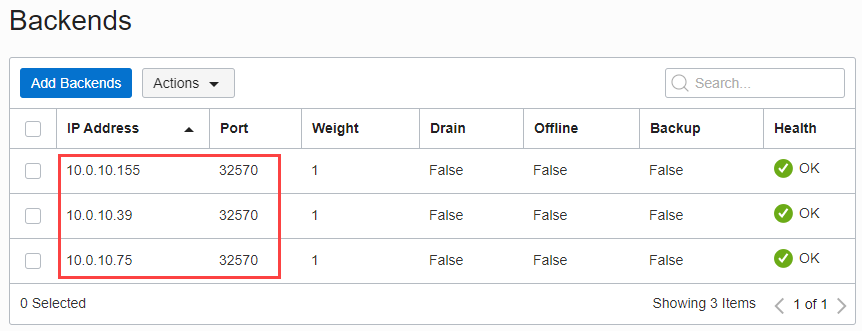 Backends
Add Backends Actions Search...
IP Address Port Weight Drain Offline Backup Health
10.0.10.155 32570 1 False False False OK
10.0.10.39 32570 1 False False False OK
10.0.10.75 32570 1 False False False OK
0 Selected Showing 3 Items 1 of 1